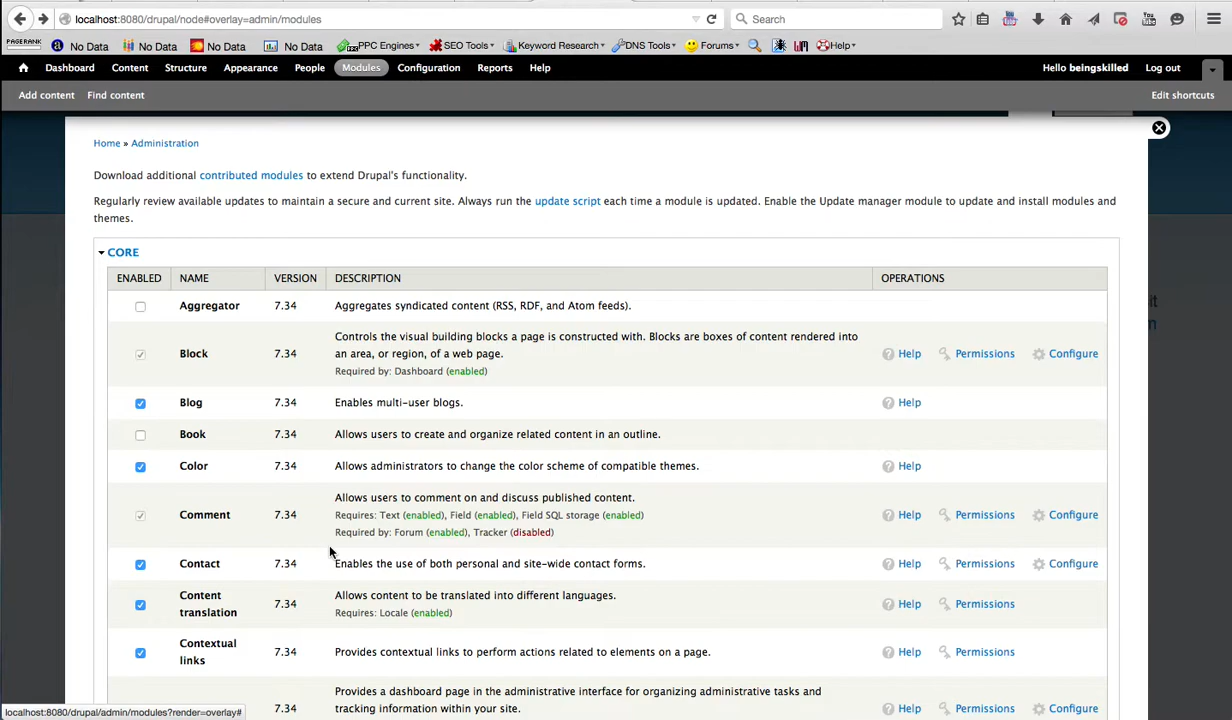 localhost:8080/drupal/node#overlay=admin/modules
Search
PAGERANK No Data No Data No Data No Data PPC Engines SEO Tools Keyword Research DNS Tools Forums Help
Dashboard Content Structure Appearance People Modules Configuration Reports Help Hello beingskilled Log out
Add content Find content Edit shortcuts
Home » Administration
Download additional contributed modules to extend Drupal's functionality.
Regularly review available updates to maintain a secure and current site. Always run the update script each time a module is updated. Enable the Update manager module to update and install modules and
themes.
CORE
ENABLED NAME VERSION DESCRIPTION OPERATIONS
Aggregator 7.34 Aggregates syndicated content (RSS, RDF, and Atom feeds).
Controls the visual building blocks a page is constructed with. Blocks are boxes of content rendered into
Block 7.34 an area, or region, of a web page. Help Permissions Configure
Required by: Dashboard (enabled)
Blog 7.34 Enables multi-user blogs. Help
Book 7.34 Allows users to create and organize related content in an outline.
Color 7.34 Allows administrators to change the color scheme of compatible themes. Help
Allows users to comment on and discuss published content.
Comment 7.34 Requires: Text (enabled), Field (enabled), Field SQL storage (enabled) Help Permissions Configure
Required by: Forum (enabled), Tracker (disabled)
Contact 7.34 Enables the use of both personal and site-wide contact forms. Help Permissions Configure
Content
translation 7.34 Allows content to be translated into different languages. Help Permissions
Requires: Locale (enabled)
Contextual
links 7.34 Provides contextual links to perform actions related to elements on a page. Help Permissions
Provides a dashboard page in the administrative interface for organizing administrative tasks and
7.34 tracking information within your site. Help Permissions Configure
localhost:8080/drupal/admin/modules?render=overlay#
it